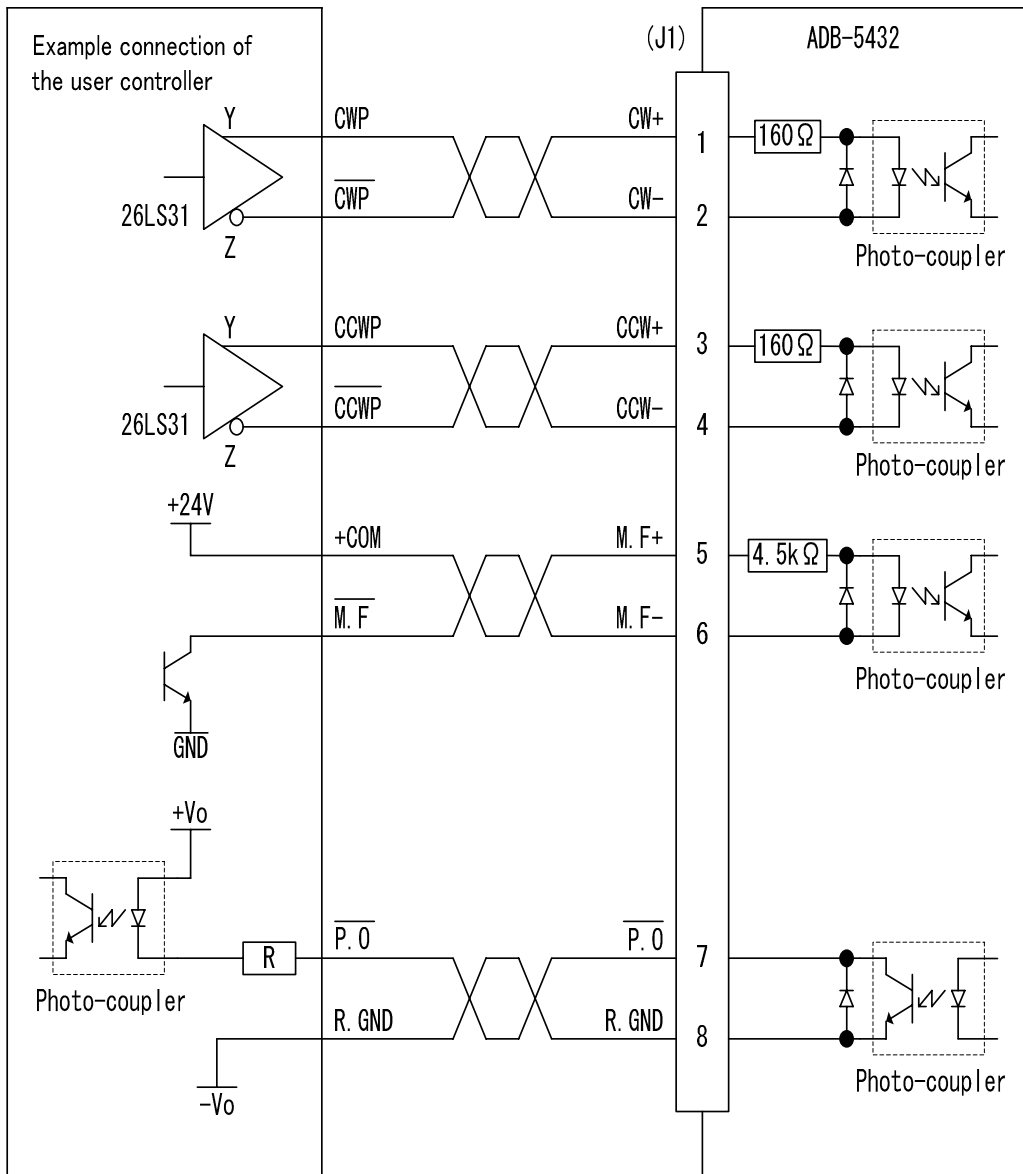 Example connection of
the user controller
(J1)
ADB-5432
Y
CWP
CW+
1
160Ω
26LS31
C̅W̅P̅
CW-
2
Z
Photo-coupler
Y
CCWP
CCW+
3
160Ω
26LS31
C̅C̅W̅P̅
CCW-
4
Z
Photo-coupler
+24V
+COM
M.F+
5
4.5kΩ
M̅.̅F̅
M.F-
6
Photo-coupler
GND
+Vo
P̅.̅O̅
P̅.̅O̅
7
R
Photo-coupler
R.GND
R.GND
8
Photo-coupler
-Vo